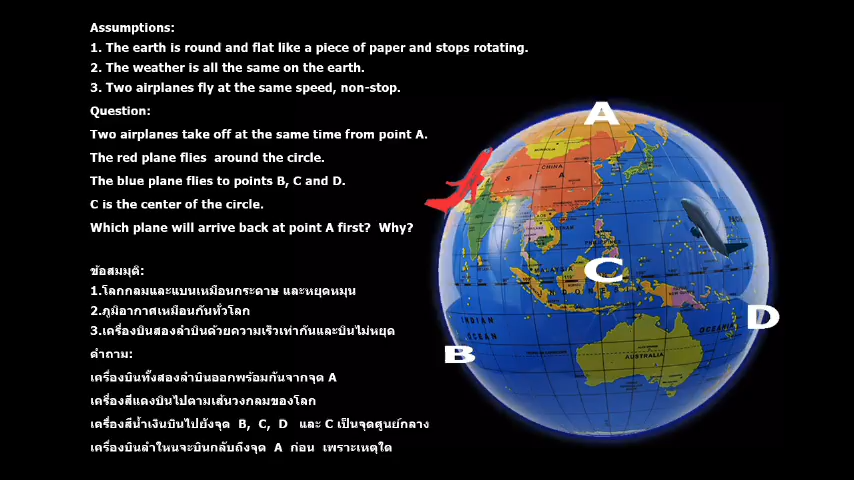 Assumptions:
1. The earth is round and flat like a piece of paper and stops rotating.
2. The weather is all the same on the earth.
3. Two airplanes fly at the same speed, non-stop.
Question:
Two airplanes take off at the same time from point A.
The red plane flies around the circle.
The blue plane flies to points B, C and D.
C is the center of the circle.
Which plane will arrive back at point A first? Why?
ข้อสมมุติ:
1.โลกกลมและแบนเหมือนกระดาษ และหยุดหมุน
2.ภูมิอากาศเหมือนกันทั่วโลก
3.เครื่องบินสองลำบินด้วยความเร็วเท่ากันและบินไม่หยุด
คำถาม:
เครื่องบินทั้งสองลำบินออกพร้อมกันจากจุด A
เครื่องสีแดงบินไปตามเส้นวงกลมของโลก
เครื่องสีน้ำเงินบินไปยังจุด B, C, D และ C เป็นจุดศูนย์กลาง
เครื่องบินลำใหนจะบินกลับถึงจุด A ก่อน เพราะเหตุใด
A
MONGOLIA
CHINA
S I A
PHILIPPINES
C
MALAYSIA
INDIAN
OCEAN
OCEANIA
D
B
AUSTRALIA